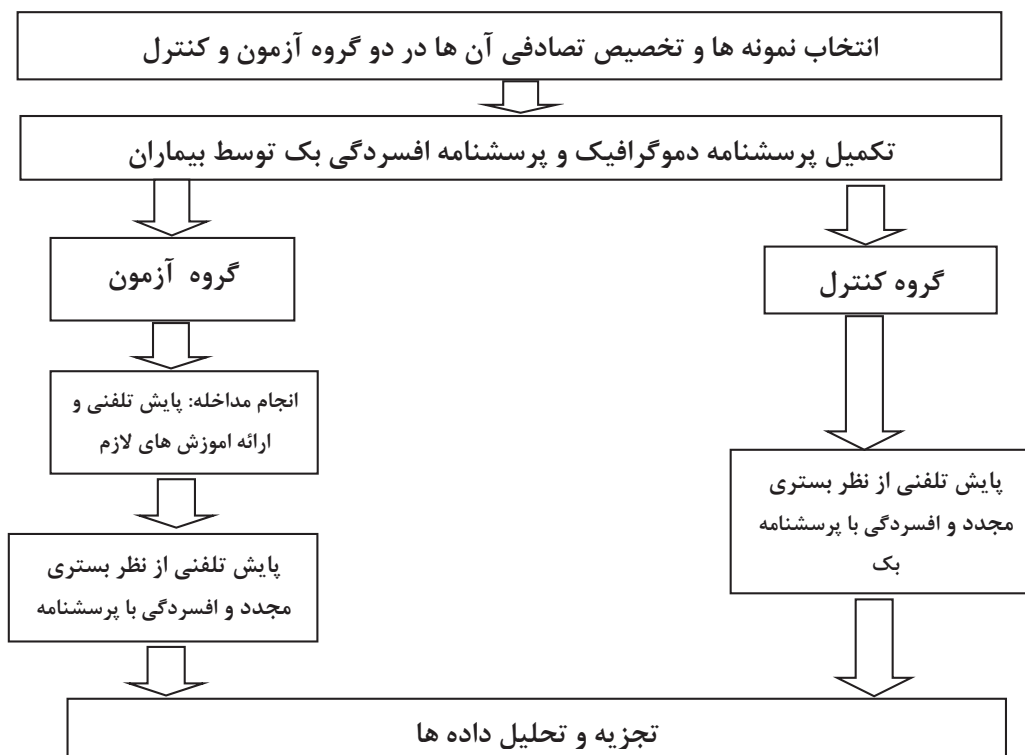 انتخاب نمونه ها و تخصیص تصادفی آن ها در دو گروه آزمون و کنترل
تکمیل پرسشنامه دموگرافیک و پرسشنامه افسردگی بک توسط بیماران
گروه کنترل
پایش تلفنی از نظر بستری
مجدد و افسردگی با پرسشنامه
بک
گروه آزمون
انجام مداخله: پایش تلفنی و
ارائه اموزش های لازم
پایش تلفنی از نظر بستری
مجدد و افسردگی با پرسشنامه
تجزیه و تحلیل داده ها